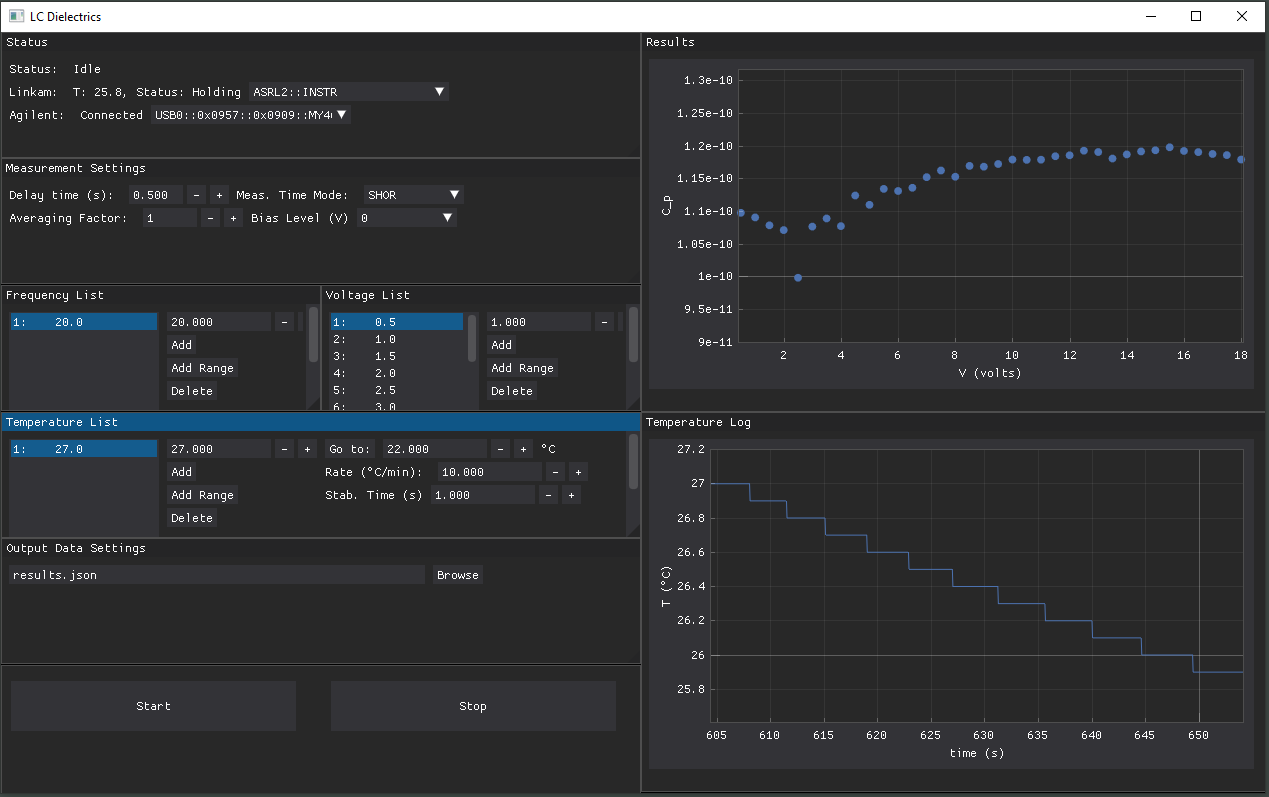 LC Dielectrics
Status
Status: Idle
Linkam: T: 25.8, Status: Holding ASRL2::INSTR
Agilent: Connected USB0::0x0957::0x0909::MY4
Measurement Settings
Delay time (s): 0.500 - + Meas. Time Mode: SHOR
Averaging Factor: 1 - + Bias Level (V) 0
Frequency List
1: 20.0
20.000 -
Add
Add Range
Delete
Voltage List
1: 0.5
2: 1.0
3: 1.5
4: 2.0
5: 2.5
6: 3.0
1.000 -
Add
Add Range
Delete
Temperature List
1: 27.0
27.000 - +
Add
Add Range
Delete
Go to: 22.000 - + °C
Rate (°C/min): 10.000 - +
Stab. Time (s) 1.000 - +
Output Data Settings
results.json Browse
Start Stop
Results
1.3e-10
1.25e-10
1.2e-10
1.15e-10
1.1e-10
1.05e-10
1e-10
9.5e-11
9e-11
C_p
2 4 6 8 10 12 14 16 18
V (volts)
Temperature Log
27.2
27
26.8
26.6
26.4
26.2
26
25.8
T (°C)
605 610 615 620 625 630 635 640 645 650
time (s)